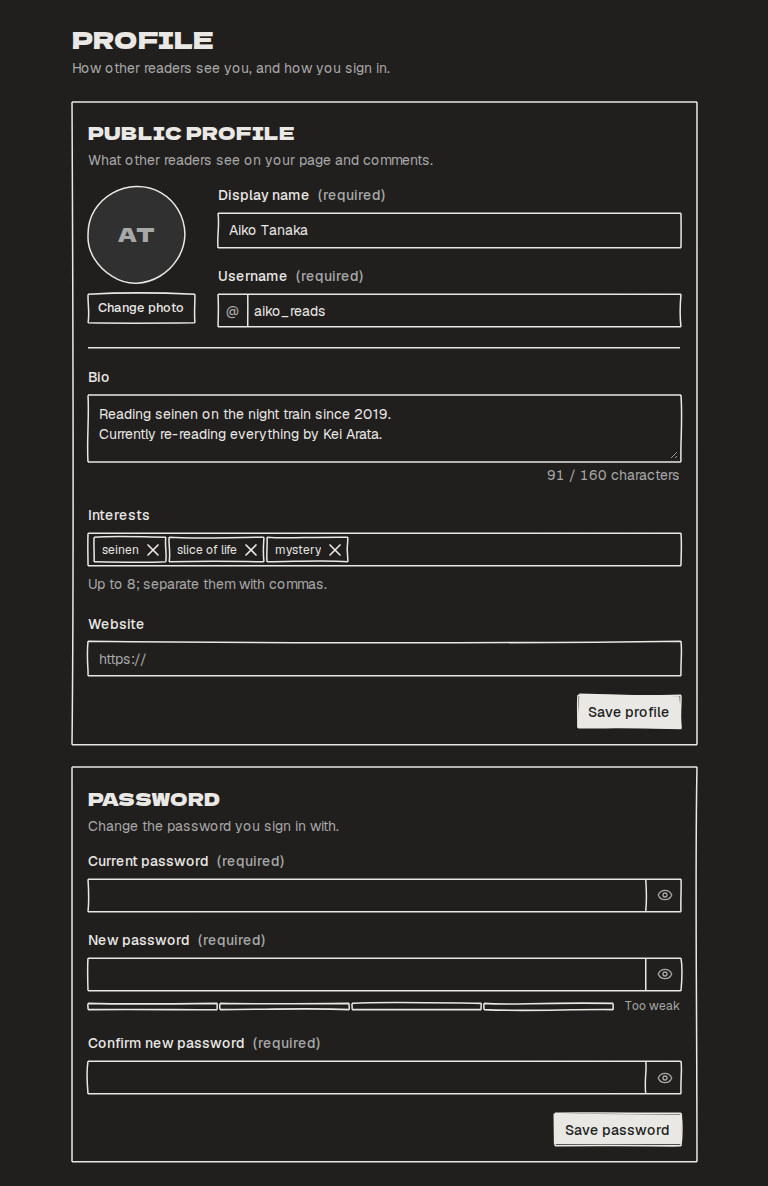 PROFILE
How other readers see you, and how you sign in.
PUBLIC PROFILE
What other readers see on your page and comments.
AT
Change photo
Display name (required)
Aiko Tanaka
Username (required)
@ aiko_reads
Bio
Reading seinen on the night train since 2019.
Currently re-reading everything by Kei Arata.
91 / 160 characters
Interests
seinen slice of life mystery
Up to 8; separate them with commas.
Website
https://
Save profile
PASSWORD
Change the password you sign in with.
Current password (required)
New password (required)
Too weak
Confirm new password (required)
Save password